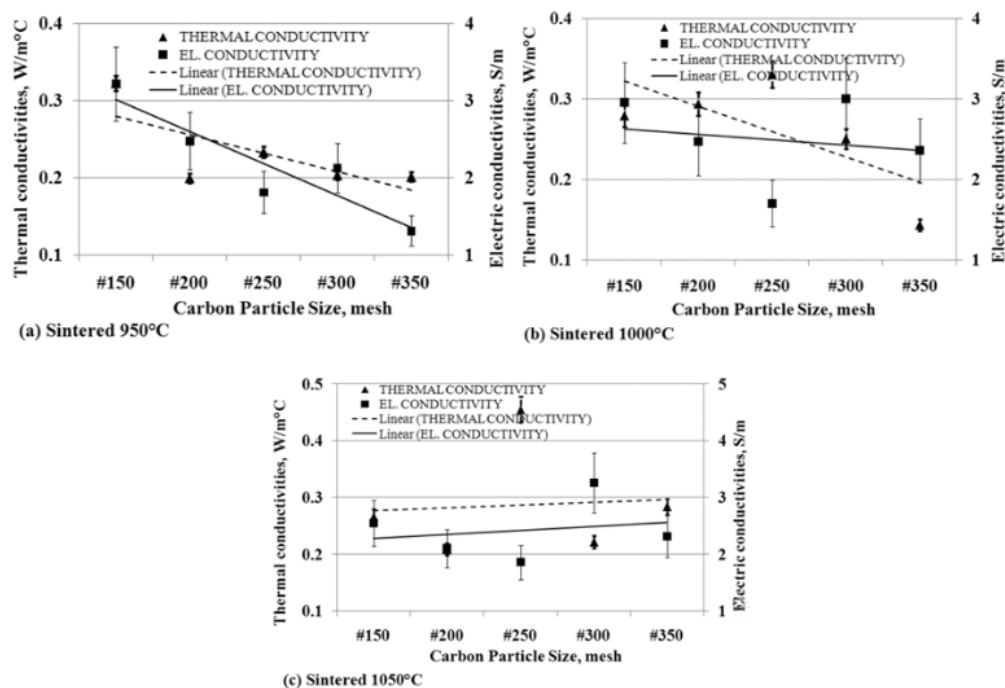 0.4
0.3
0.2
0.1
Thermal conductivities, W/m°C
THERMAL CONDUCTIVITY
EL. CONDUCTIVITY
Linear (THERMAL CONDUCTIVITY)
Linear (EL. CONDUCTIVITY)
4
3
2
1
Electric conductivities, S/m
#150 #200 #250 #300 #350
Carbon Particle Size, mesh
(a) Sintered 950°C
0.4
0.3
0.2
0.1
Thermal conductivities, W/m°C
THERMAL CONDUCTIVITY
EL. CONDUCTIVITY
Linear (THERMAL CONDUCTIVITY)
Linear (EL. CONDUCTIVITY)
4
3
2
1
Electric conductivities, S/m
#150 #200 #250 #300 #350
Carbon Particle Size, mesh
(b) Sintered 1000°C
0.5
0.4
0.3
0.2
0.1
Thermal conductivities, W/m°C
THERMAL CONDUCTIVITY
EL. CONDUCTIVITY
Linear (THERMAL CONDUCTIVITY)
Linear (EL. CONDUCTIVITY)
5
4
3
2
1
Electric conductivities, S/m
#150 #200 #250 #300 #350
Carbon Particle Size, mesh
(c) Sintered 1050°C